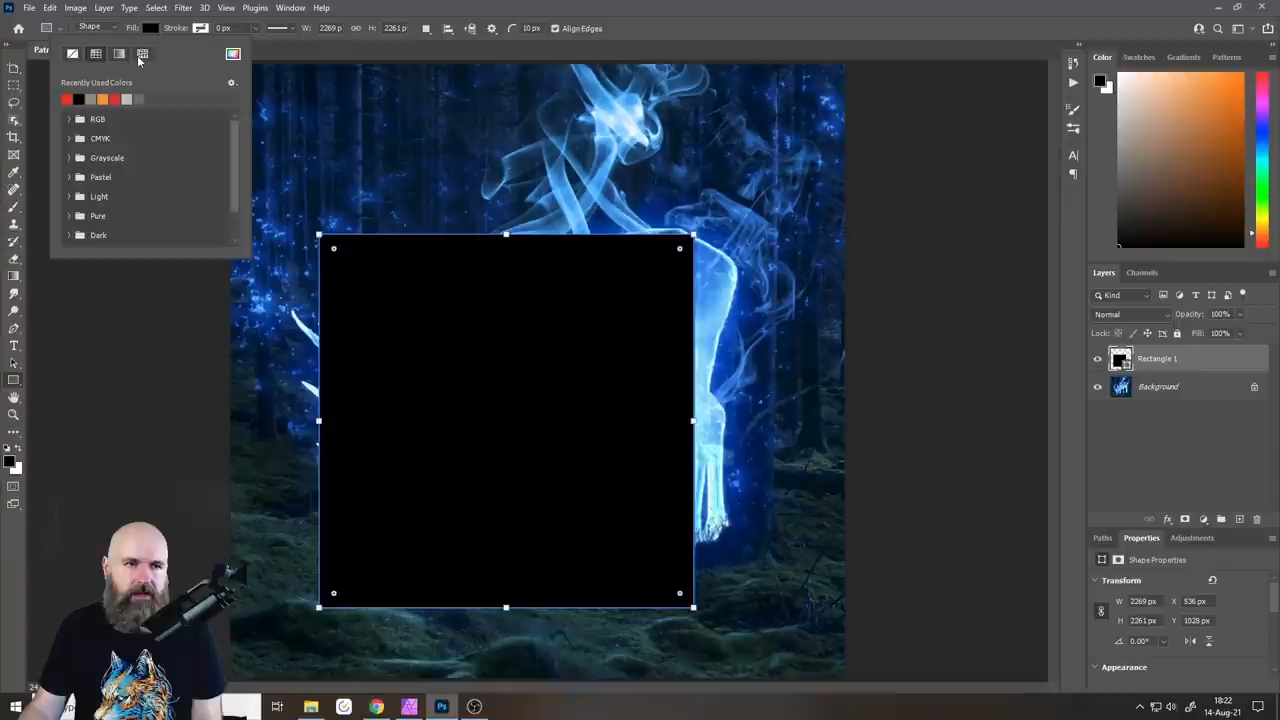 File Edit Image Layer Type Select Filter 3D View Plugins Window Help
Shape Fill: Stroke: 0 px W: 2269 p H: 2261 p 10 px Align Edges
Recently Used Colors
RGB
CMYK
Grayscale
Pastel
Light
Pure
Dark
Color Swatches Gradients Patterns
Layers Channels
Kind
Normal Opacity: 100%
Lock: Fill: 100%
Rectangle 1
Background
Paths Properties Adjustments
Shape Properties
Transform
W 2269 px X 536 px
H 2261 px Y 1028 px
0.00°
Appearance
Ps
18:22
14-Aug-21